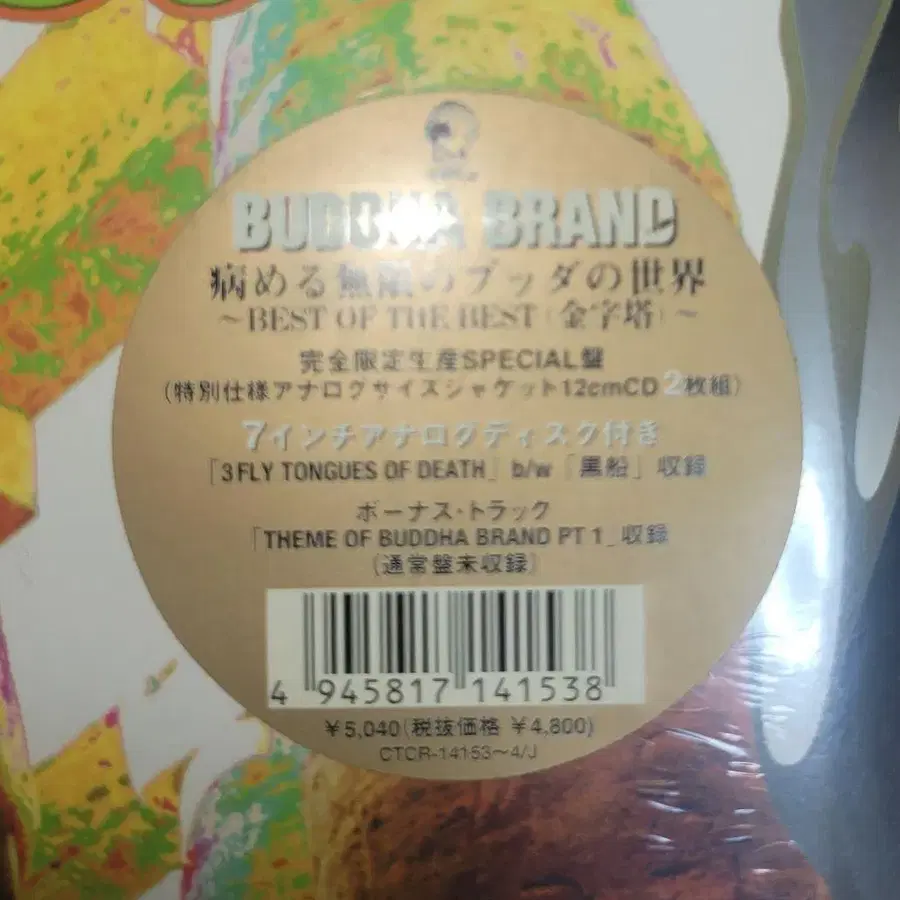 BUDDHA BRAND
病める無限のブッダの世界
～BEST OF THE BEST（金字塔）～
完全限定生産SPECIAL盤
（特別仕様アナログサイズジャケット12cmCD 2枚組）
7インチアナログディスク付き
「3 FLY TONGUES OF DEATH」 b/w 「黒船」 収録
ボーナス・トラック
「THEME OF BUDDHA BRAND PT 1」収録
（通常盤未収録）
4 945817 141538
￥5,040（税抜価格 ￥4,800）
CTCR-14153～4/J